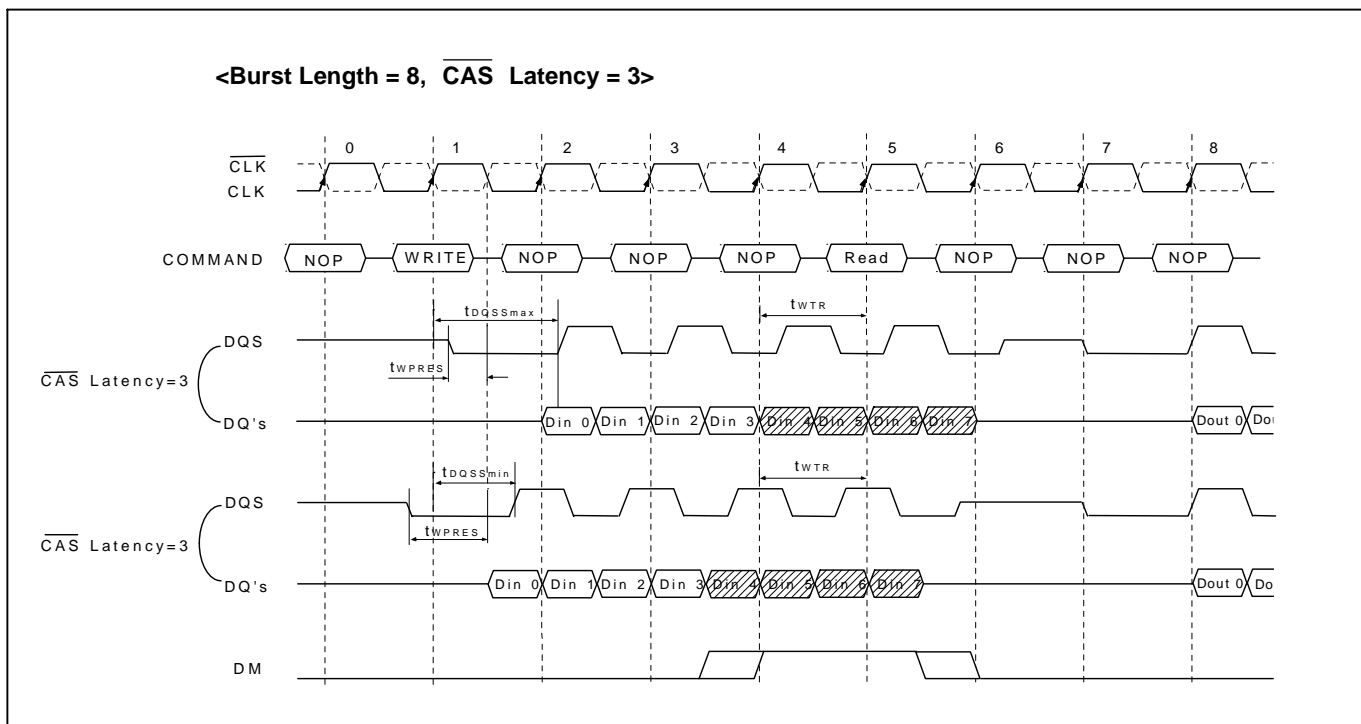 <Burst Length = 8, CAS Latency = 3>
0 1 2 3 4 5 6 7 8
CLK
CLK
COMMAND NOP WRITE NOP NOP NOP Read NOP NOP NOP
tDQSSmax tWTR
DQS
tWPRES
CAS Latency=3
DQ's Din 0 Din 1 Din 2 Din 3 Din 4 Din 5 Din 6 Din 7 Dout 0 Do
tDQSSmin tWTR
DQS
tWPRES
CAS Latency=3
DQ's Din 0 Din 1 Din 2 Din 3 Din 4 Din 5 Din 6 Din 7 Dout 0 Do
DM